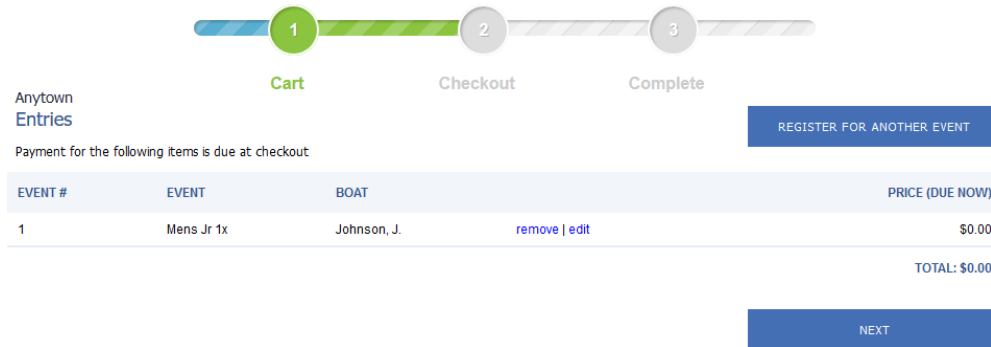 1 2 3
Cart Checkout Complete
Anytown
Entries
REGISTER FOR ANOTHER EVENT
Payment for the following items is due at checkout
EVENT # EVENT BOAT PRICE (DUE NOW)
1 Mens Jr 1x Johnson, J. remove | edit $0.00
TOTAL: $0.00
NEXT